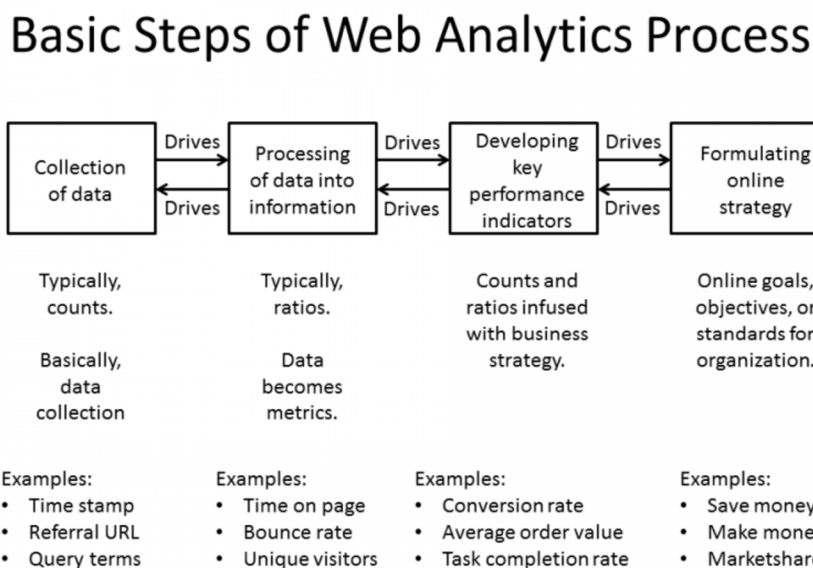 Basic Steps of Web Analytics Process
Collection
of data
Drives
Drives
Processing
of data into
information
Drives
Drives
Developing
key
performance
indicators
Drives
Drives
Formulating
online
strategy
Typically,
counts.
Basically,
data
collection
Typically,
ratios.
Data
becomes
metrics.
Counts and
ratios infused
with business
strategy.
Online goals,
objectives, or
standards for
organization.
Examples:
• Time stamp
• Referral URL
• Query terms
Examples:
• Time on page
• Bounce rate
• Unique visitors
Examples:
• Conversion rate
• Average order value
• Task completion rate
Examples:
• Save money
• Make mone
• Marketshar